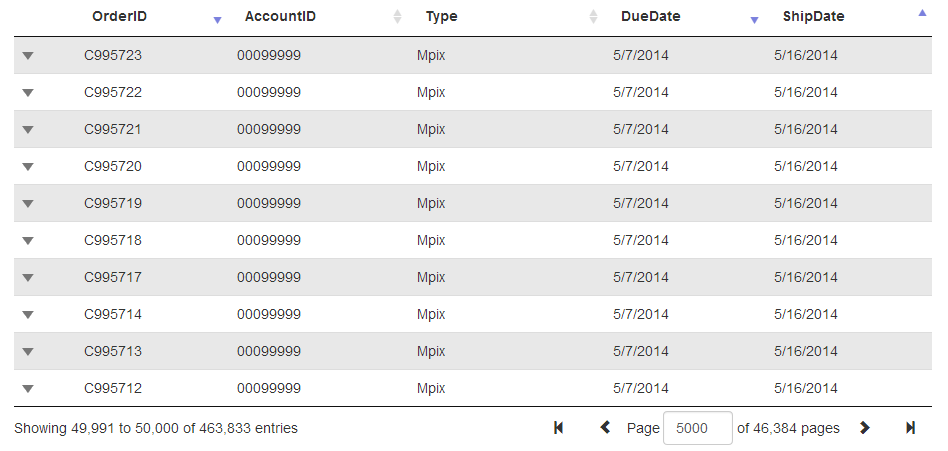 OrderID AccountID Type DueDate ShipDate
C995723 00099999 Mpix 5/7/2014 5/16/2014
C995722 00099999 Mpix 5/7/2014 5/16/2014
C995721 00099999 Mpix 5/7/2014 5/16/2014
C995720 00099999 Mpix 5/7/2014 5/16/2014
C995719 00099999 Mpix 5/7/2014 5/16/2014
C995718 00099999 Mpix 5/7/2014 5/16/2014
C995717 00099999 Mpix 5/7/2014 5/16/2014
C995714 00099999 Mpix 5/7/2014 5/16/2014
C995713 00099999 Mpix 5/7/2014 5/16/2014
C995712 00099999 Mpix 5/7/2014 5/16/2014
Showing 49,991 to 50,000 of 463,833 entries Page 5000 of 46,384 pages